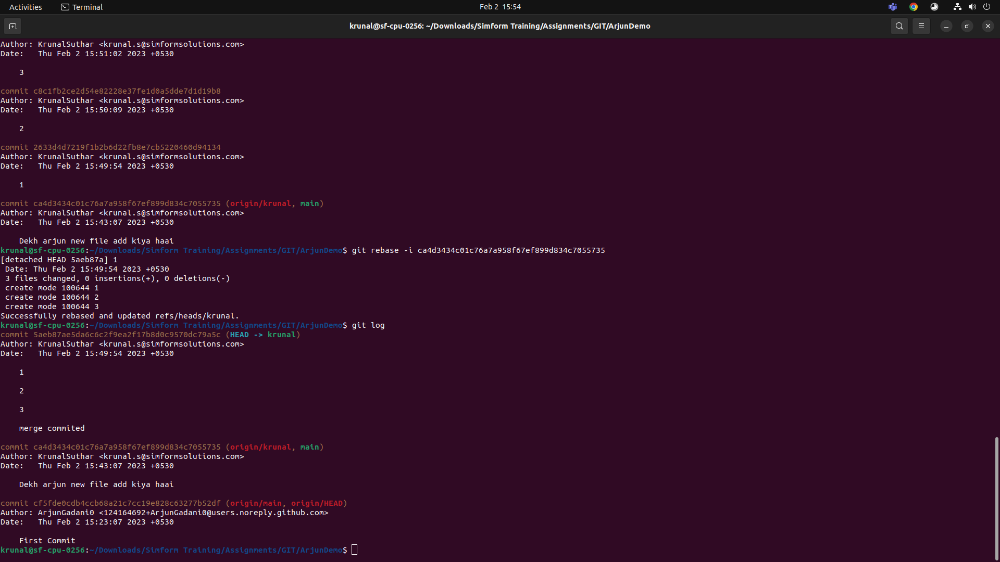 Activities Terminal Feb 2 15:54
krunal@sf-cpu-0256: ~/Downloads/Simform Training/Assignments/GIT/ArjunDemo
Author: KrunalSuthar <krunal.s@simformsolutions.com>
Date:   Thu Feb 2 15:51:02 2023 +0530
3
commit c8c1fb2ce2d54e82228e37fe1d0a5dde7d1d19b8
Author: KrunalSuthar <krunal.s@simformsolutions.com>
Date:   Thu Feb 2 15:50:09 2023 +0530
2
commit 2633d4d7219f1b2b6d22fb8e7cb5220460d94134
Author: KrunalSuthar <krunal.s@simformsolutions.com>
Date:   Thu Feb 2 15:49:54 2023 +0530
1
commit ca4d3434c01c76a7a958f67ef899d834c7055735 (origin/krunal, main)
Author: KrunalSuthar <krunal.s@simformsolutions.com>
Date:   Thu Feb 2 15:43:07 2023 +0530
Dekh arjun new file add kiya haai
krunal@sf-cpu-0256:~/Downloads/Simform Training/Assignments/GIT/ArjunDemo$ git rebase -i ca4d3434c01c76a7a958f67ef899d834c7055735
[detached HEAD 5aeb87a] 1
Date: Thu Feb 2 15:49:54 2023 +0530
3 files changed, 0 insertions(+), 0 deletions(-)
create mode 100644 1
create mode 100644 2
create mode 100644 3
Successfully rebased and updated refs/heads/krunal.
krunal@sf-cpu-0256:~/Downloads/Simform Training/Assignments/GIT/ArjunDemo$ git log
commit 5aeb87ae5da6c6c2f9ea2f17b8d0c9570dc79a5c (HEAD -> krunal)
Author: KrunalSuthar <krunal.s@simformsolutions.com>
Date:   Thu Feb 2 15:49:54 2023 +0530
1
2
3
merge commited
commit ca4d3434c01c76a7a958f67ef899d834c7055735 (origin/krunal, main)
Author: KrunalSuthar <krunal.s@simformsolutions.com>
Date:   Thu Feb 2 15:43:07 2023 +0530
Dekh arjun new file add kiya haai
commit cf5fde0cdb4ccb68a21c7cc19e828c63277b52df (origin/main, origin/HEAD)
Author: ArjunGadani0 <124164692+ArjunGadani0@users.noreply.github.com>
Date:   Thu Feb 2 15:23:07 2023 +0530
First Commit
krunal@sf-cpu-0256:~/Downloads/Simform Training/Assignments/GIT/ArjunDemo$